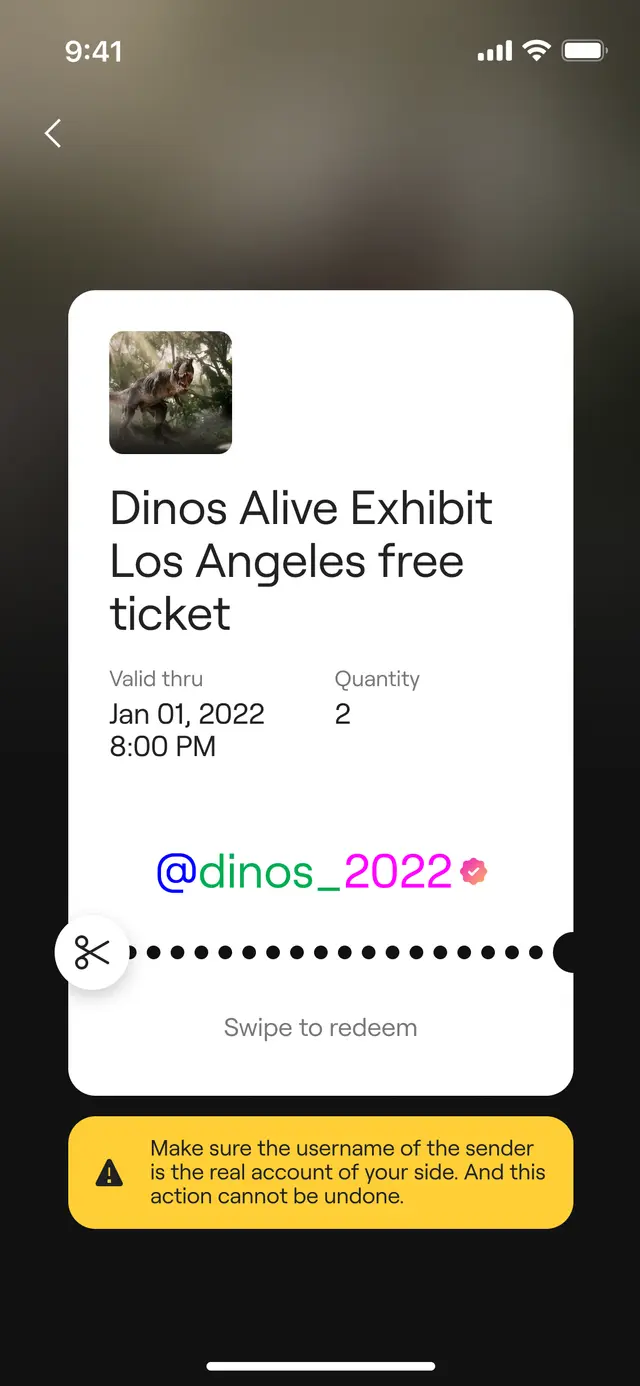 9:41
Dinos Alive Exhibit
Los Angeles free
ticket
Valid thru
Quantity
Jan 01, 2022
2
8:00 PM
@dinos_2022
Swipe to redeem
Make sure the username of the sender
is the real account of your side. And this
action cannot be undone.